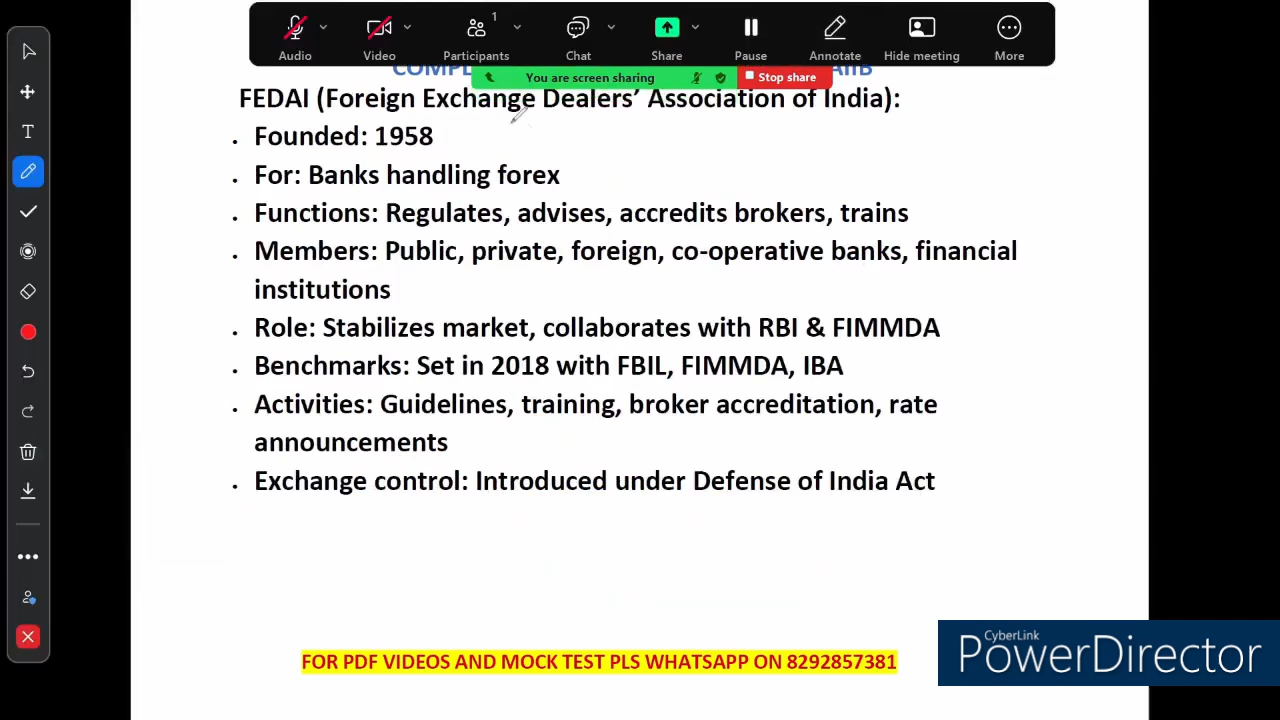 1
Audio
Video
Participants
Chat
Share
Pause
Annotate
Hide meeting
More
You are screen sharing
Stop share
FEDAI (Foreign Exchange Dealers’ Association of India):
T
• Founded: 1958
• For: Banks handling forex
• Functions: Regulates, advises, accredits brokers, trains
• Members: Public, private, foreign, co-operative banks, financial
institutions
• Role: Stabilizes market, collaborates with RBI & FIMMDA
• Benchmarks: Set in 2018 with FBIL, FIMMDA, IBA
• Activities: Guidelines, training, broker accreditation, rate
announcements
• Exchange control: Introduced under Defense of India Act
FOR PDF VIDEOS AND MOCK TEST PLS WHATSAPP ON 8292857381
CyberLink
PowerDirector